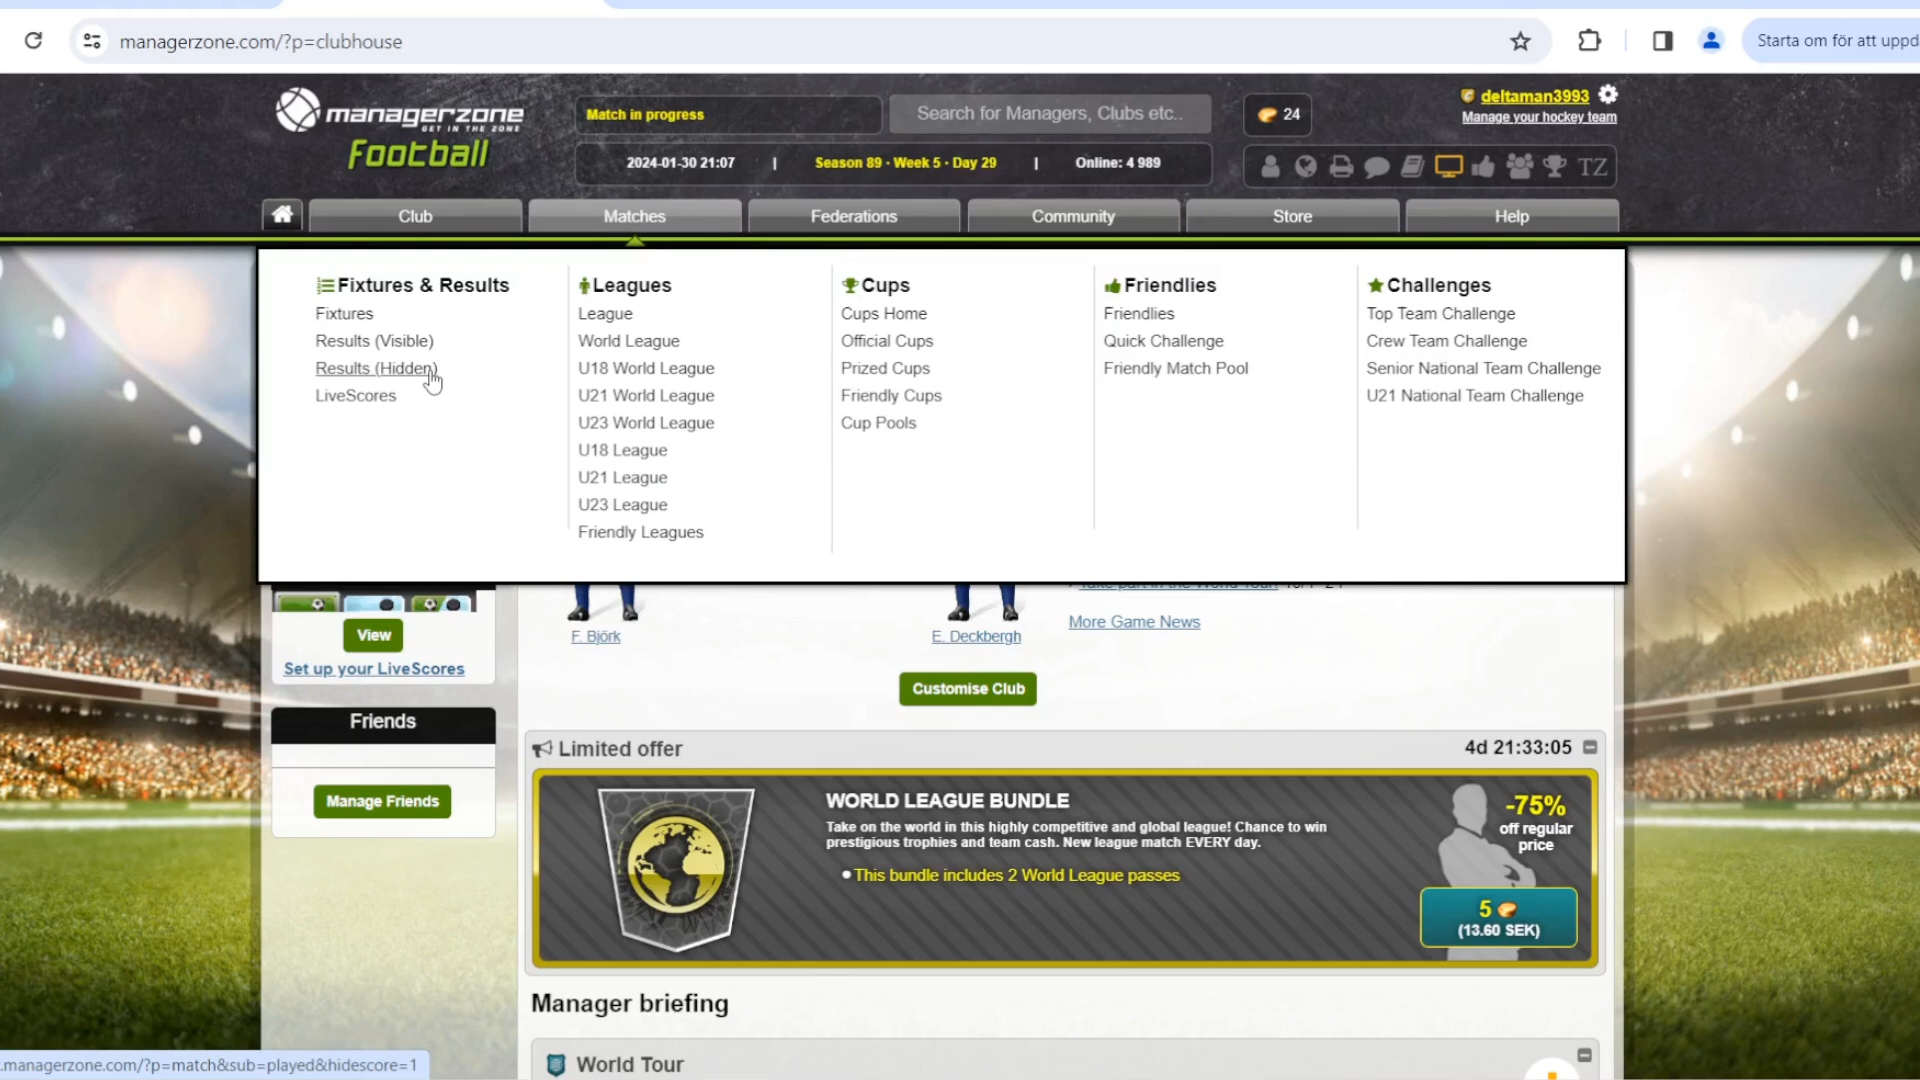 managerzone.com/?p=clubhouse
Starta om för att uppd
managerzone
GET IN THE ZONE
Football
Match in progress
Search for Managers, Clubs etc..
24
deltaman3993
Manage your hockey team
2024-01-30 21:07 | Season 89 · Week 5 · Day 29 | Online: 4 989
TZ
Club
Matches
Federations
Community
Store
Help
Fixtures & Results
Fixtures
Results (Visible)
Results (Hidden)
LiveScores
Leagues
League
World League
U18 World League
U21 World League
U23 World League
U18 League
U21 League
U23 League
Friendly Leagues
Cups
Cups Home
Official Cups
Prized Cups
Friendly Cups
Cup Pools
Friendlies
Friendlies
Quick Challenge
Friendly Match Pool
Challenges
Top Team Challenge
Crew Team Challenge
Senior National Team Challenge
U21 National Team Challenge
View
Set up your LiveScores
Friends
Manage Friends
F. Björk
E. Deckbergh
Take part in the World Tour!
More Game News
Customise Club
Limited offer
4d 21:33:05
WORLD LEAGUE BUNDLE
Take on the world in this highly competitive and global league! Chance to win
prestigious trophies and team cash. New league match EVERY day.
This bundle includes 2 World League passes
-75%
off regular
price
5
(13.60 SEK)
Manager briefing
World Tour
.managerzone.com/?p=match&sub=played&hidescore=1